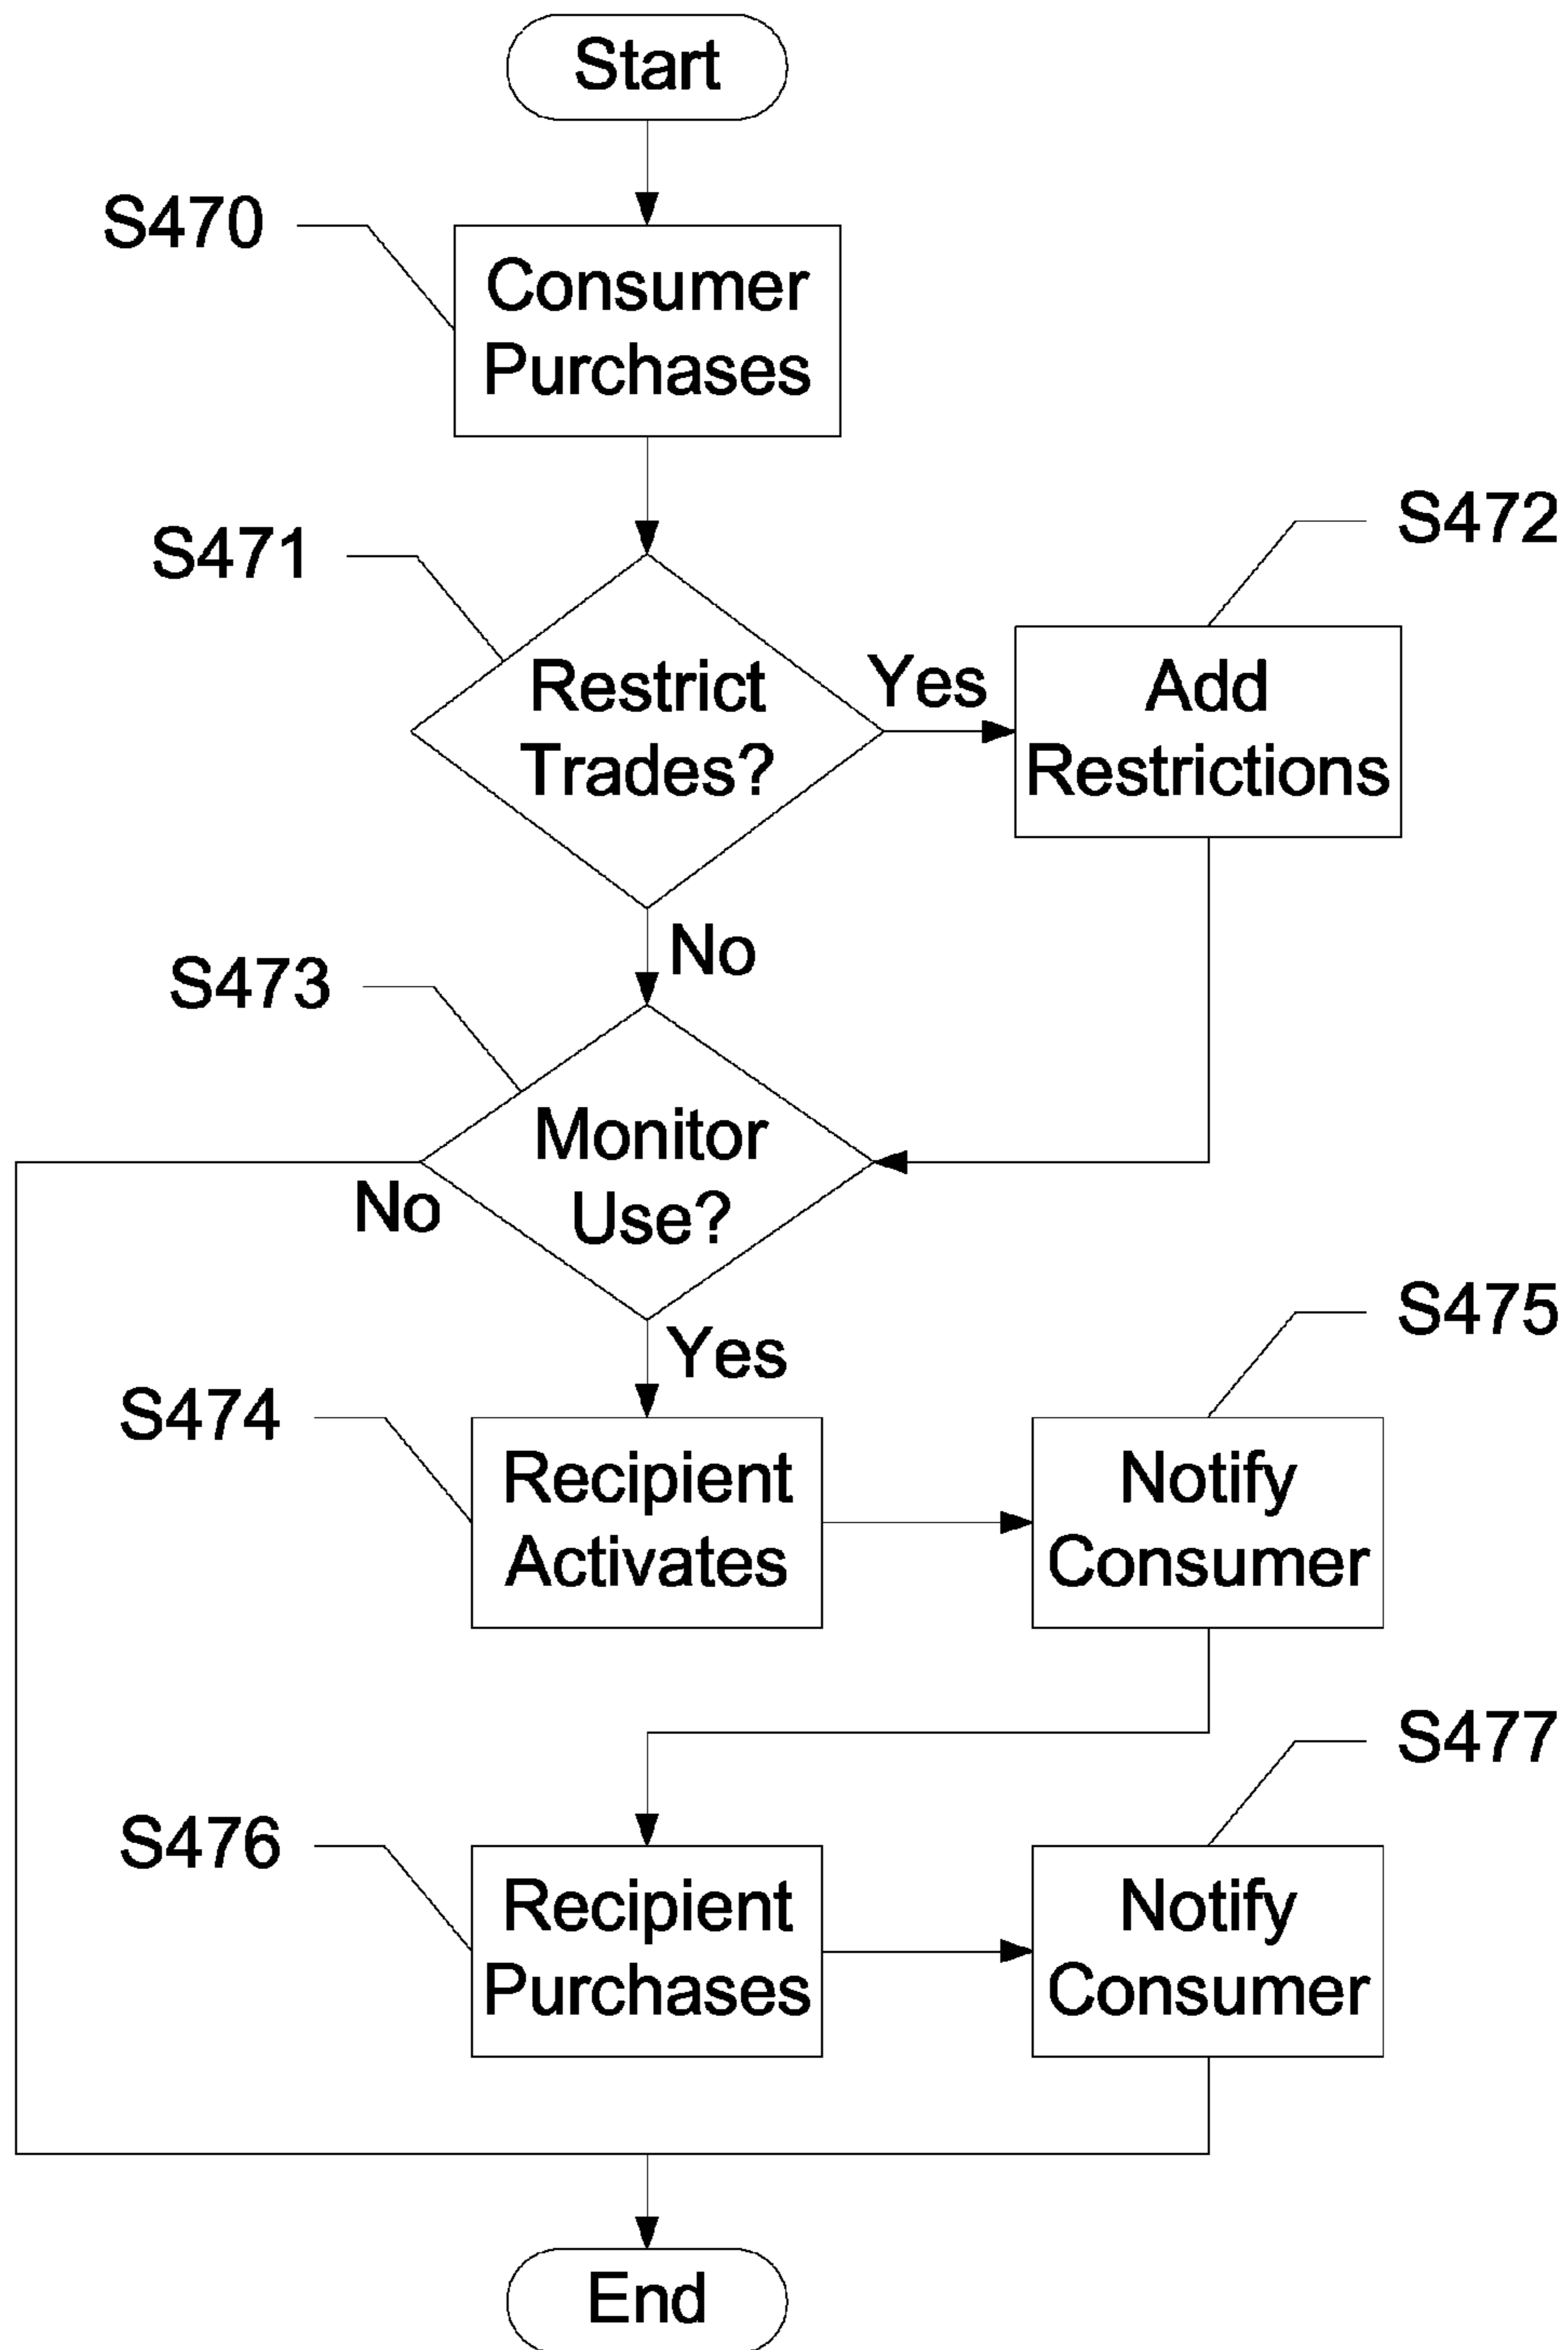 Start
S470
Consumer
Purchases
S471
S472
Restrict
Trades?
Yes
Add
Restrictions
No
S473
Monitor
Use?
No
Yes
S475
S474
Recipient
Activates
Notify
Consumer
S477
S476
Recipient
Purchases
Notify
Consumer
End